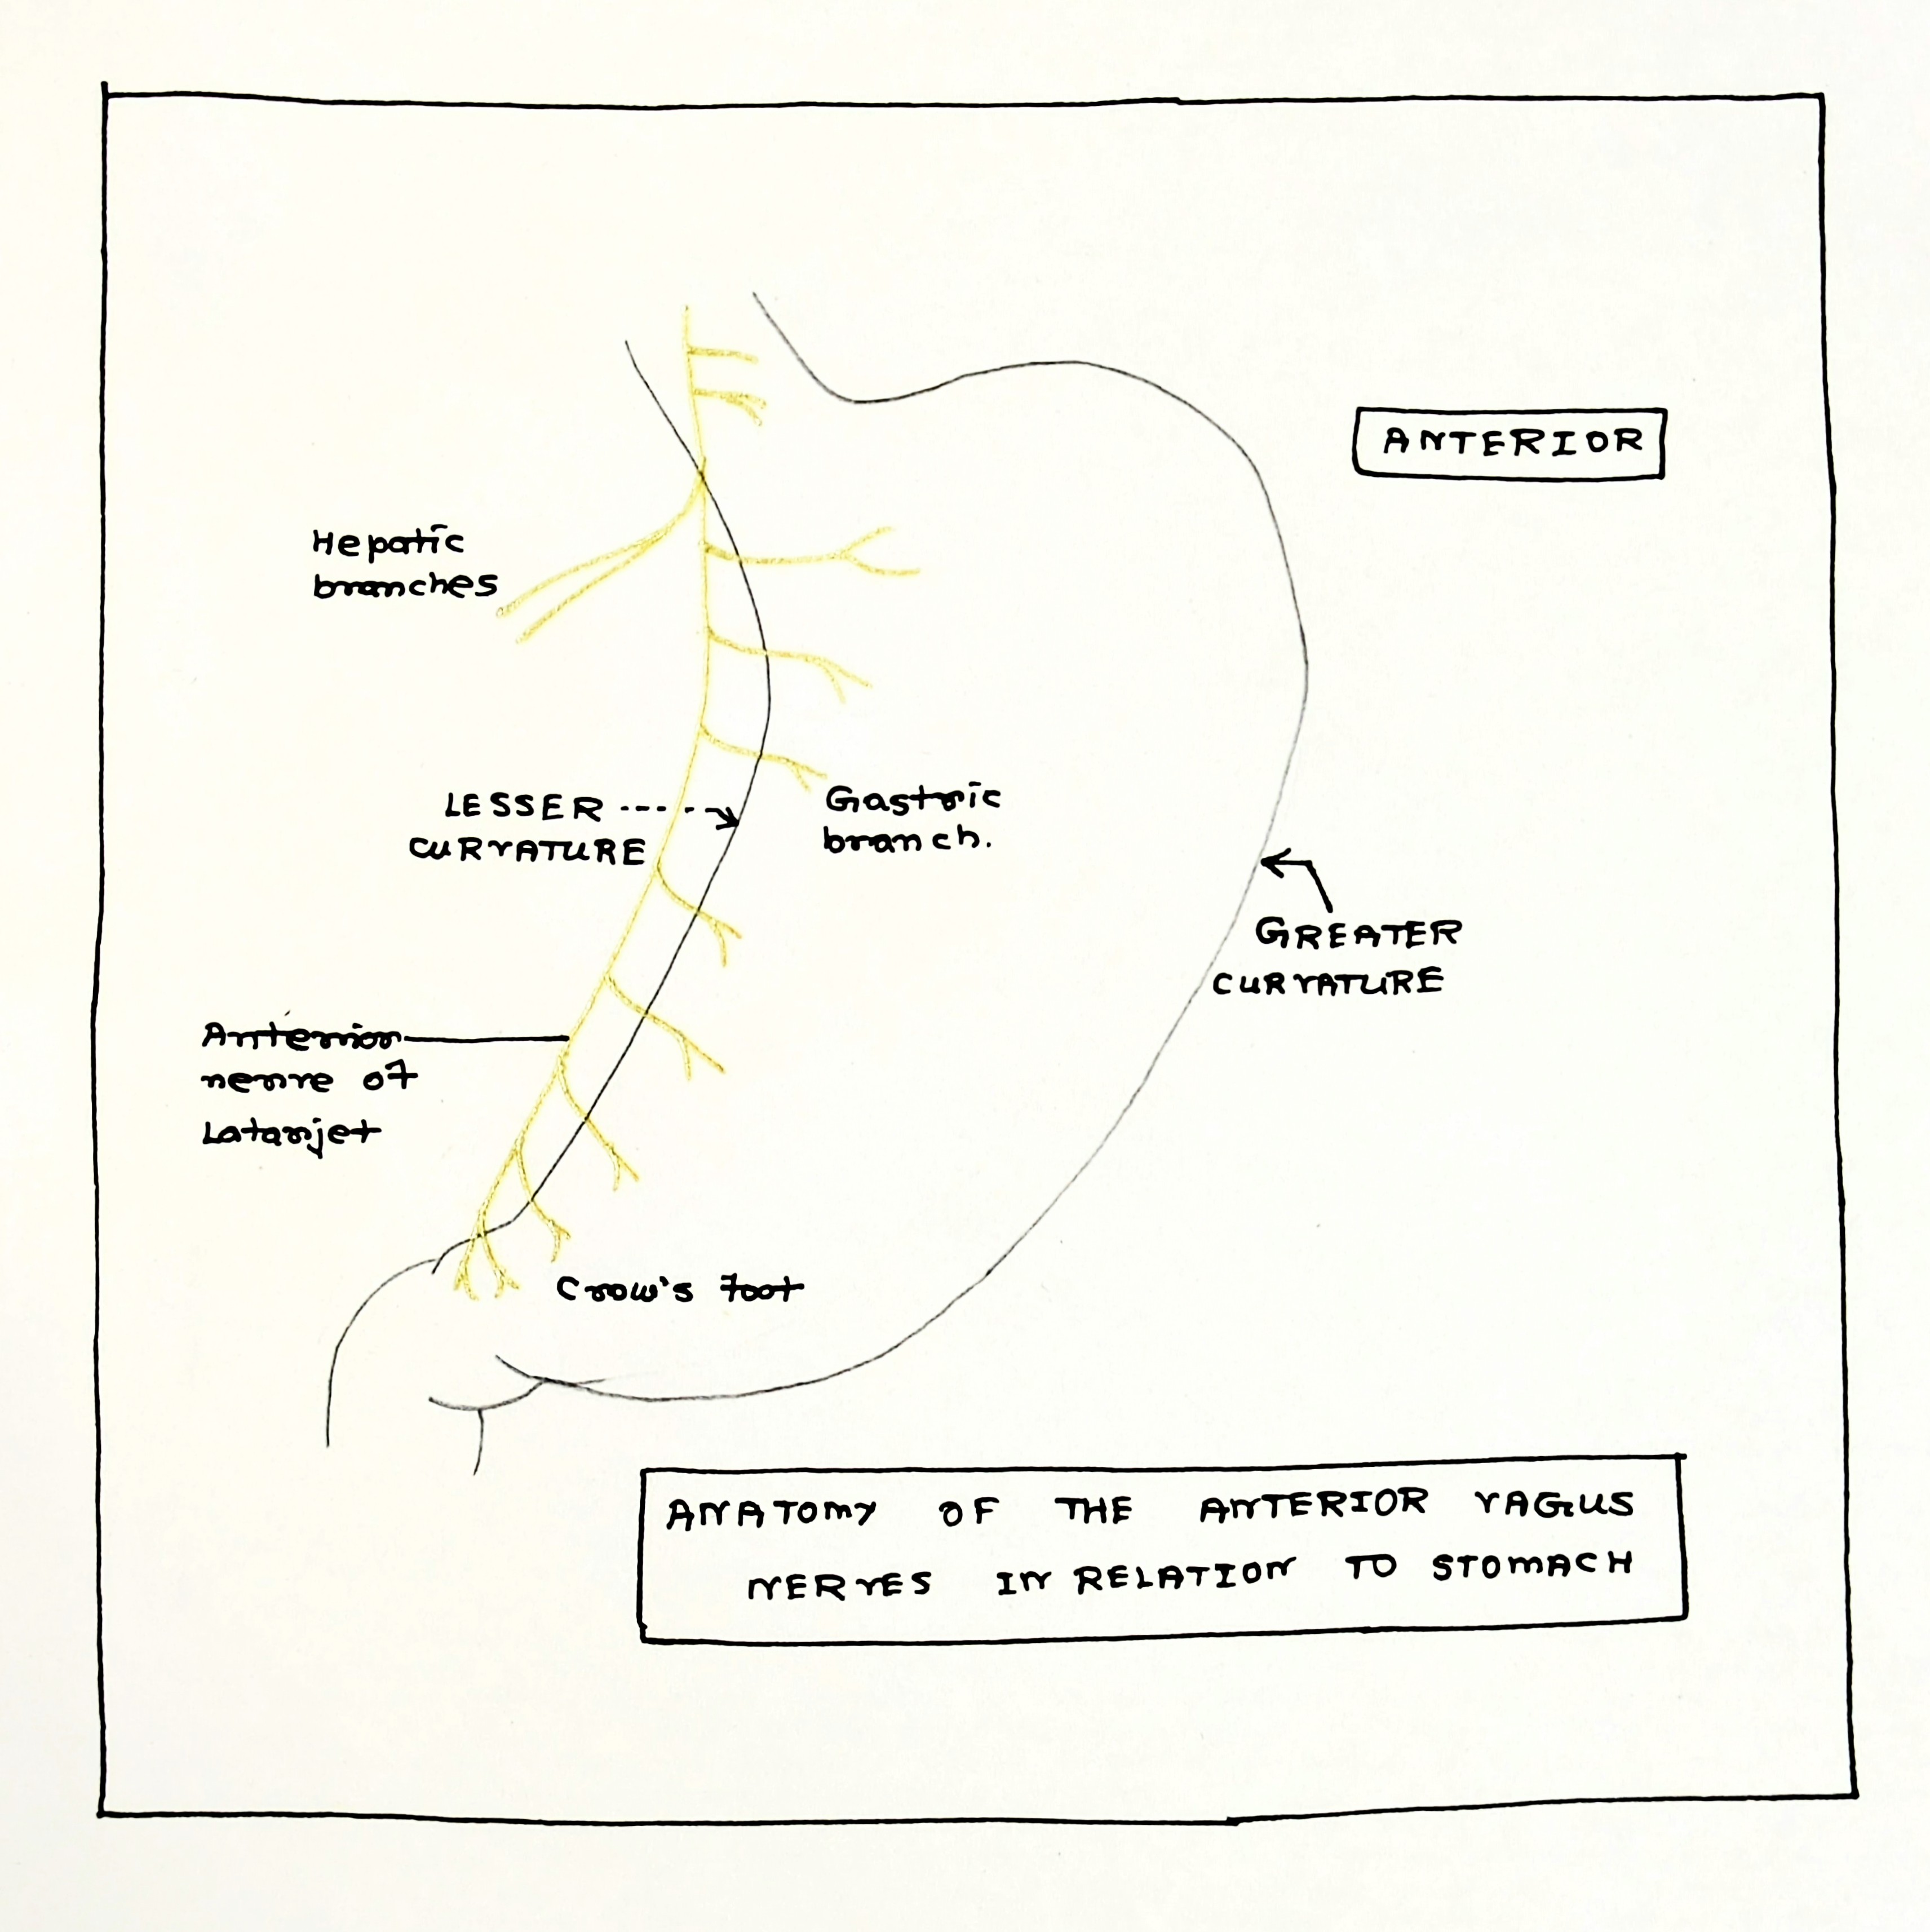 ANTERIOR
Hepatic
branches
LESSER
CURVATURE
Gastric
branch.
GREATER
CURVATURE
Anterior
nerve of
Latarjet
Crow's foot
ANATOMY OF THE ANTERIOR VAGUS
NERVES IN RELATION TO STOMACH